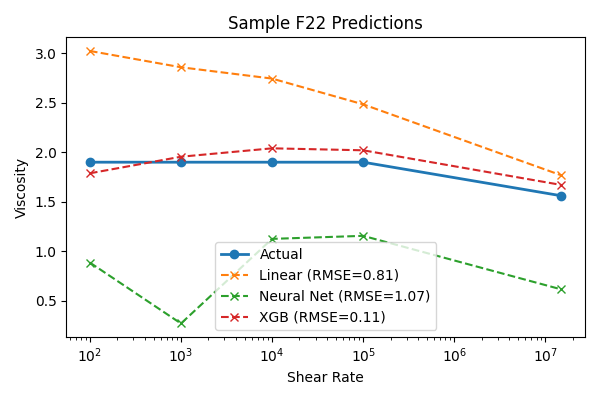 Sample F22 Predictions
Viscosity
3.0
2.5
2.0
1.5
1.0
0.5
Actual
Linear (RMSE=0.81)
Neural Net (RMSE=1.07)
XGB (RMSE=0.11)
10² 10³ 10⁴ 10⁵ 10⁶ 10⁷
Shear Rate